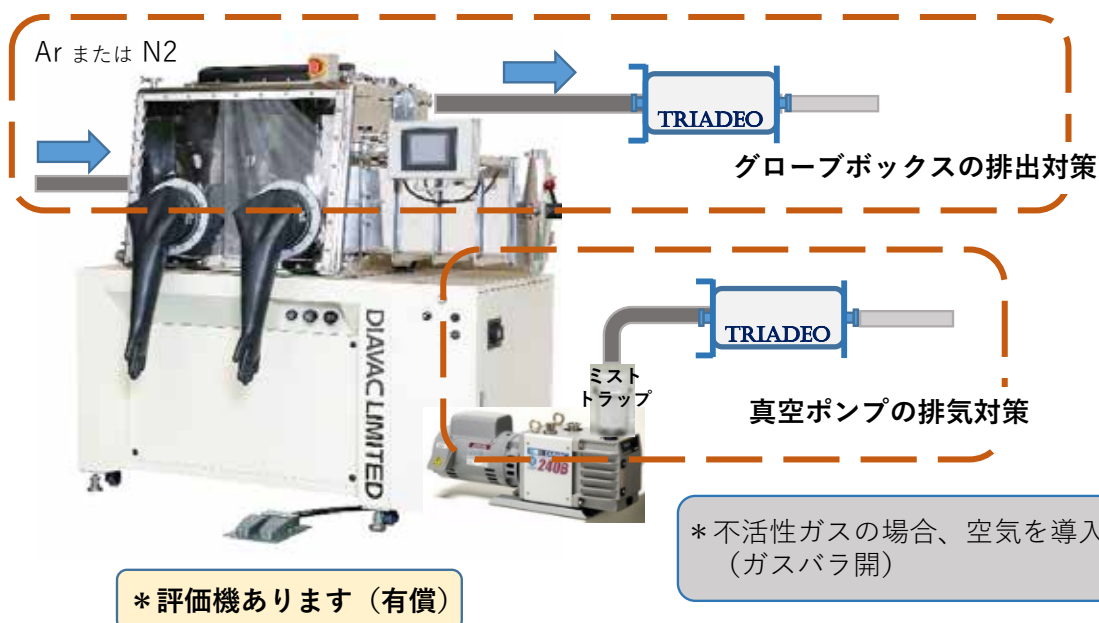 Ar または N2
TRIADEO
グローブボックスの排出対策
TRIADEO
ミスト
トラップ
真空ポンプの排気対策
DIAVAC LIMITED
240B
＊不活性ガスの場合、空気を導入
（ガスバラ開）
＊評価機あります（有償）